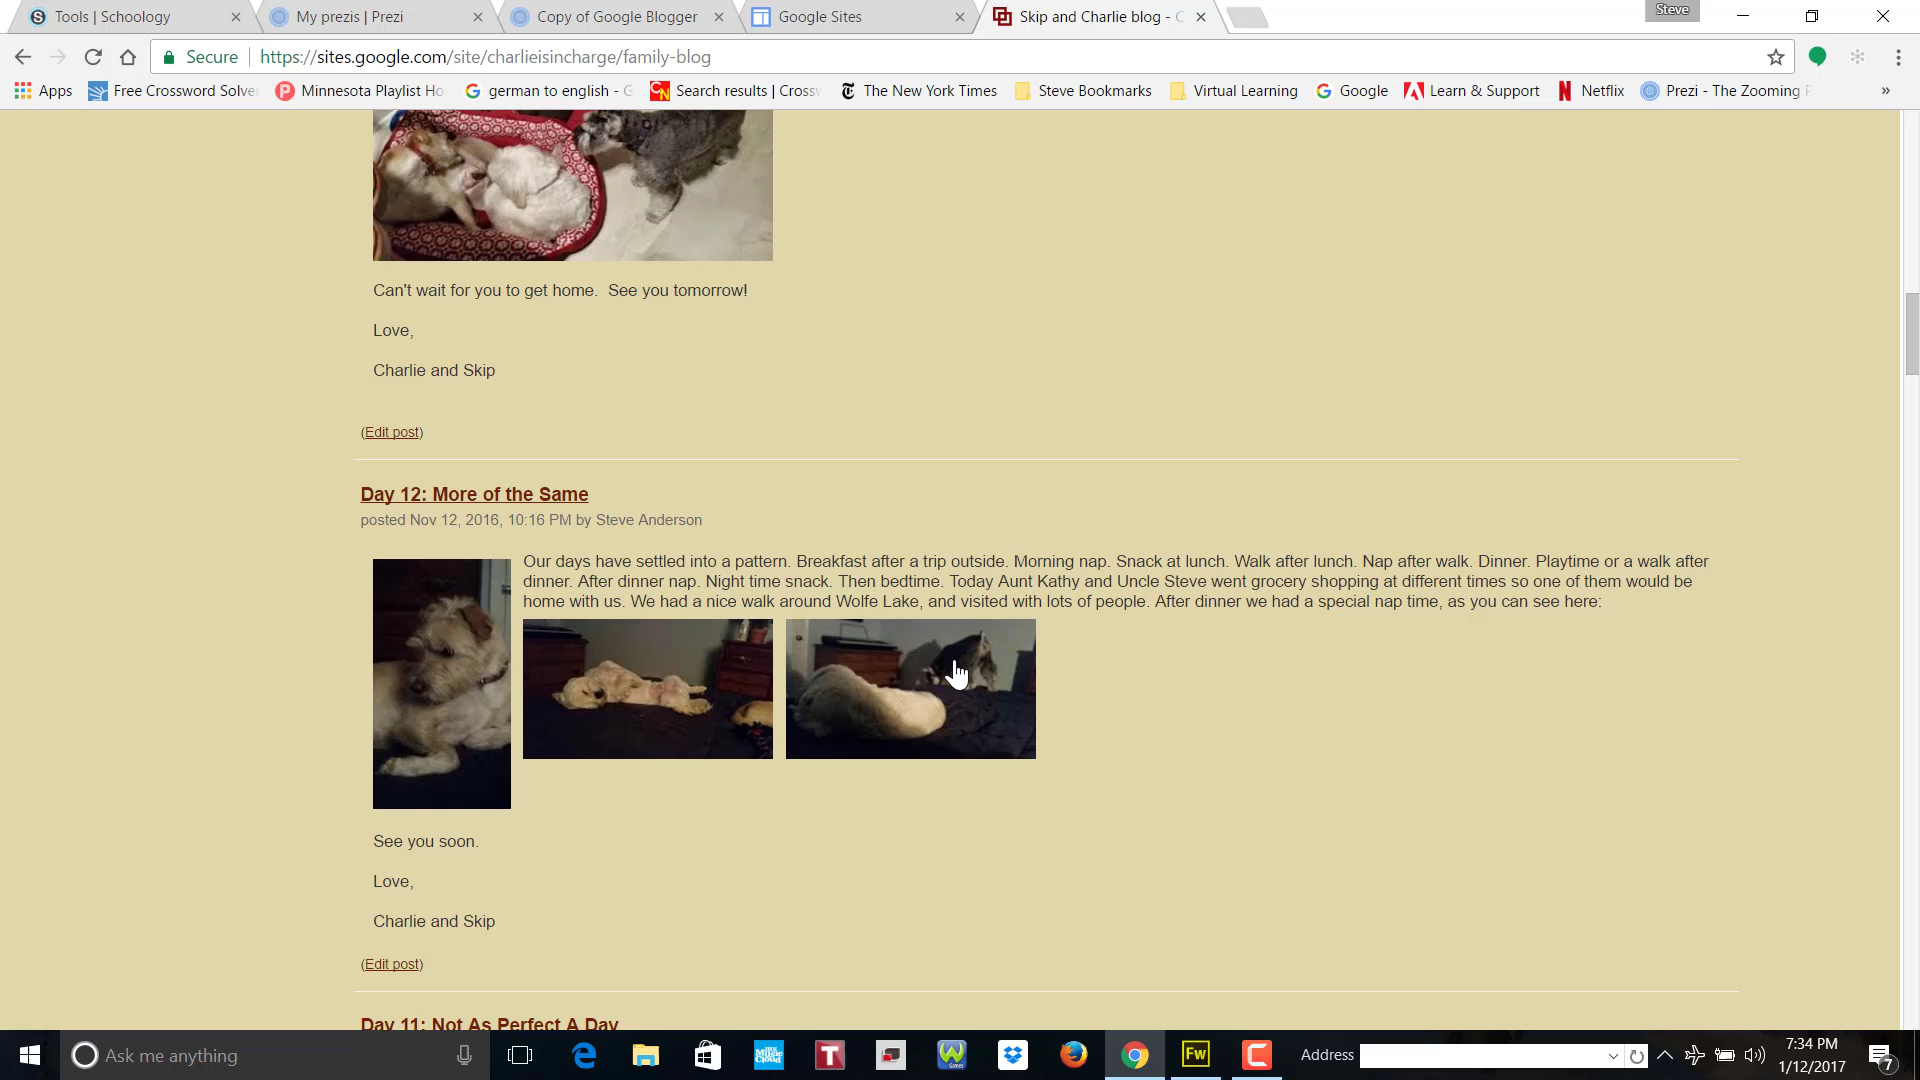 Tools | Schoology
My prezis | Prezi
Copy of Google Blogger
Google Sites
Skip and Charlie blog - C
Steve
Secure
https://sites.google.com/site/charlieisincharge/family-blog
Apps
Free Crossword Solve
Minnesota Playlist Ho
german to english - G
Search results | Crossw
The New York Times
Steve Bookmarks
Virtual Learning
Google
Learn & Support
Netflix
Prezi - The Zooming P
»
Can't wait for you to get home. See you tomorrow!
Love,
Charlie and Skip
(Edit post)
Day 12: More of the Same
posted Nov 12, 2016, 10:16 PM by Steve Anderson
Our days have settled into a pattern. Breakfast after a trip outside. Morning nap. Snack at lunch. Walk after lunch. Nap after walk. Dinner. Playtime or a walk after
dinner. After dinner nap. Night time snack. Then bedtime. Today Aunt Kathy and Uncle Steve went grocery shopping at different times so one of them would be
home with us. We had a nice walk around Wolfe Lake, and visited with lots of people. After dinner we had a special nap time, as you can see here:
See you soon.
Love,
Charlie and Skip
(Edit post)
Day 11: Not As Perfect A Day
Ask me anything
Address
7:34 PM
1/12/2017
7